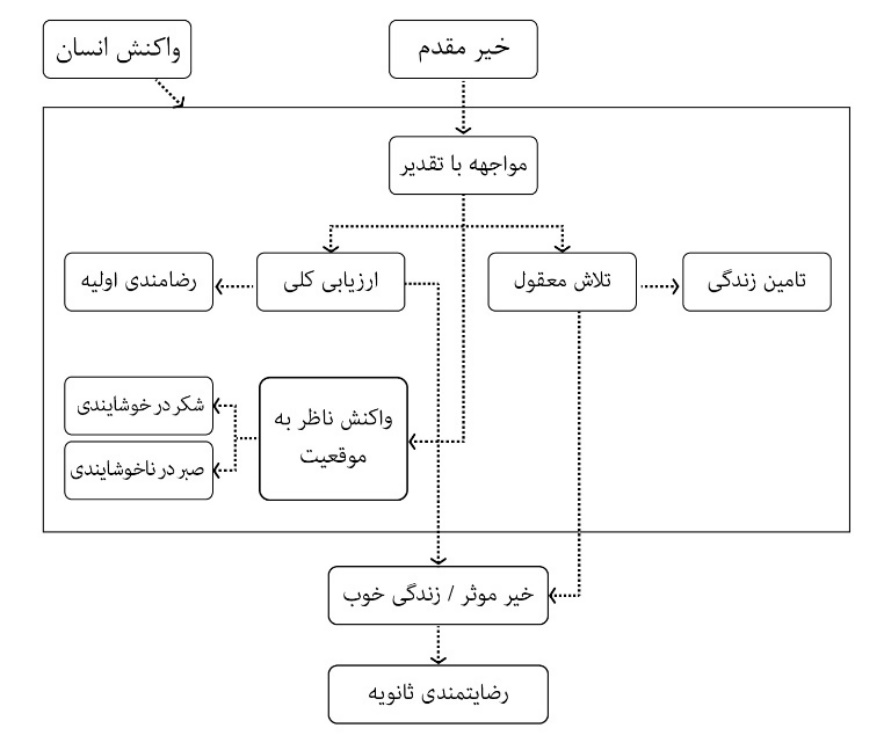 خیر مقدم
واکنش انسان
مواجهه با تقدیر
تامین زندگی
تلاش معقول
ارزیابی کلی
رضامندی اولیه
واکنش ناظر به
موقعیت
شکر در خوشایندی
صبر در ناخوشایندی
خیر موثر / زندگی خوب
رضایتمندی ثانویه